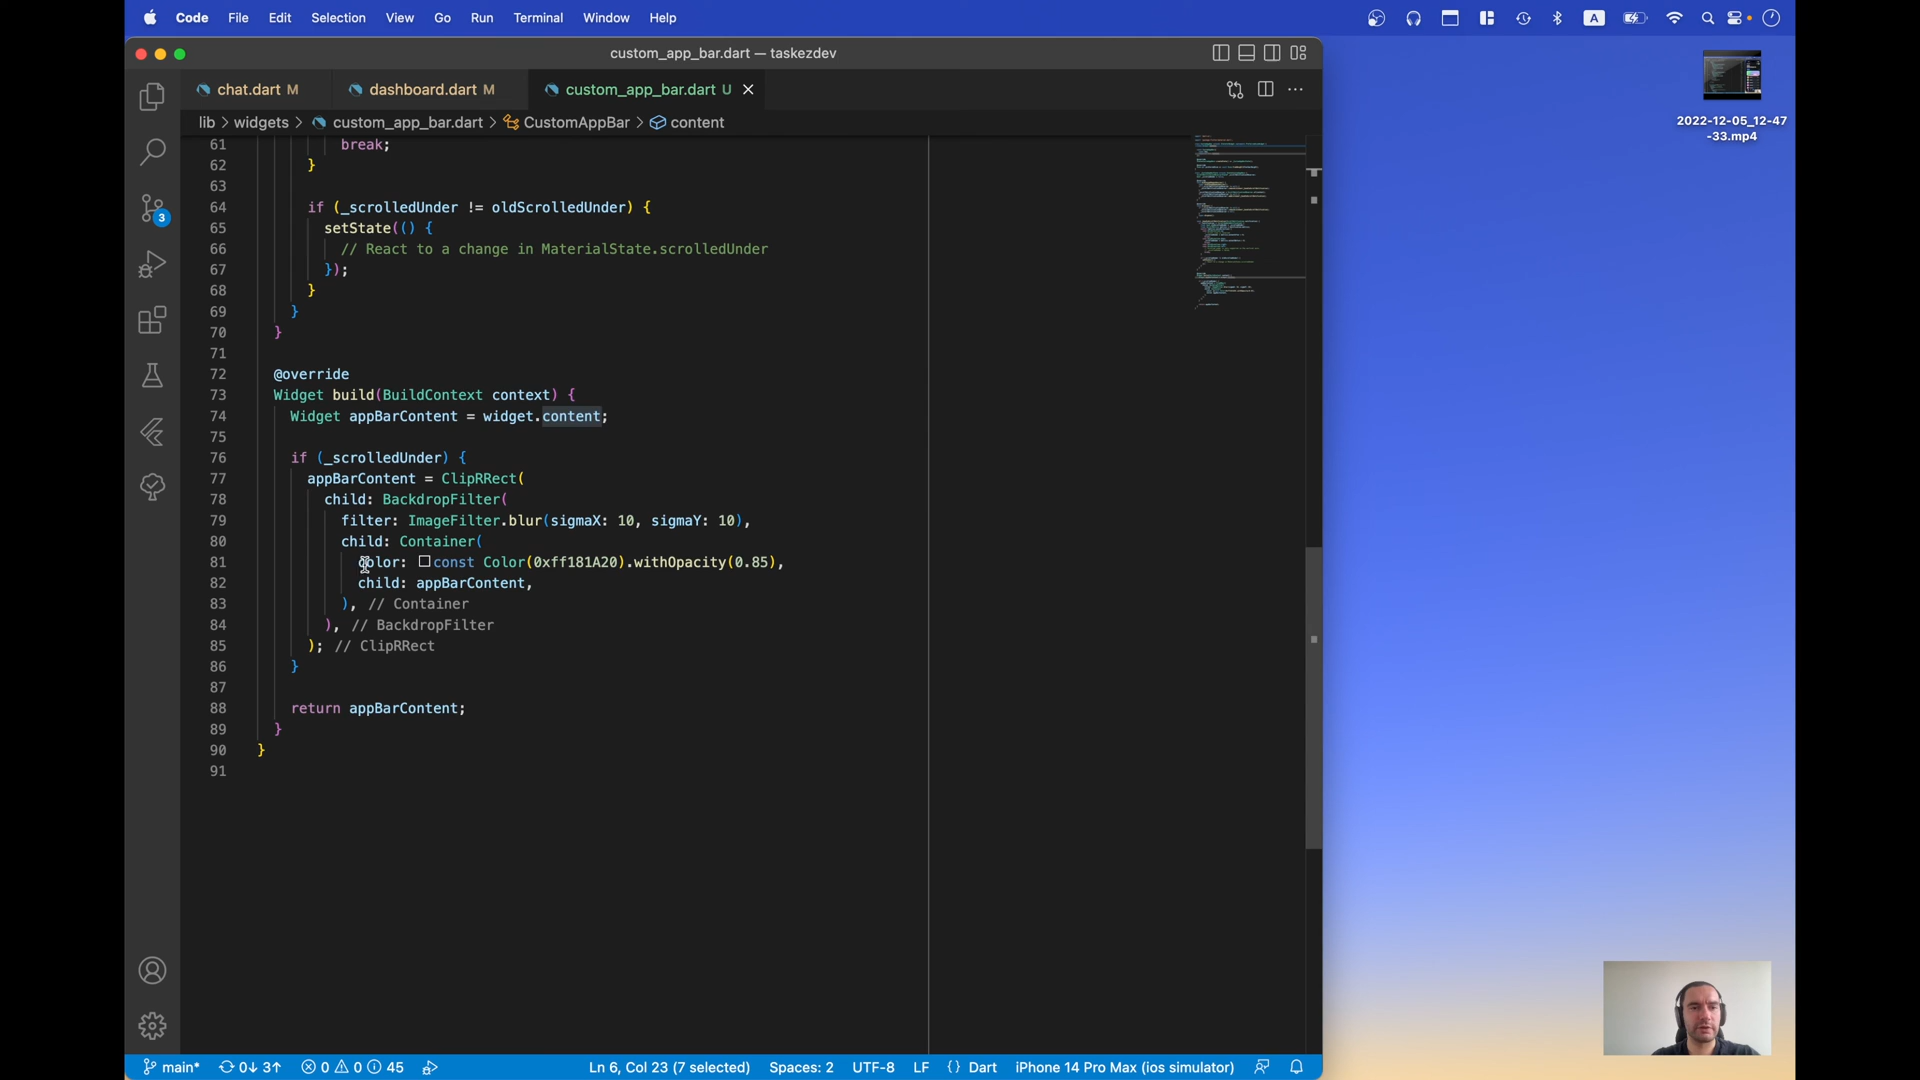 Code File Edit Selection View Go Run Terminal Window Help A
custom_app_bar.dart — taskezdev
2022-12-05_12-47
-33.mp4
chat.dart M dashboard.dart M custom_app_bar.dart U
lib > widgets > custom_app_bar.dart > CustomAppBar > content
61 break;
62 }
63
64 if (_scrolledUnder != oldScrolledUnder) {
65 setState(() {
66 // React to a change in MaterialState.scrolledUnder
67 });
68 }
69 }
70 }
71
72 @override
73 Widget build(BuildContext context) {
74 Widget appBarContent = widget.content;
75
76 if (_scrolledUnder) {
77 appBarContent = ClipRRect(
78 child: BackdropFilter(
79 filter: ImageFilter.blur(sigmaX: 10, sigmaY: 10),
80 child: Container(
81 color: const Color(0xff181A20).withOpacity(0.85),
82 child: appBarContent,
83 ), // Container
84 ), // BackdropFilter
85 ); // ClipRRect
86 }
87
88 return appBarContent;
89 }
90 }
91
3
main* 0↓ 3↑ 0 0 45 Ln 6, Col 23 (7 selected) Spaces: 2 UTF-8 LF { } Dart iPhone 14 Pro Max (ios simulator)